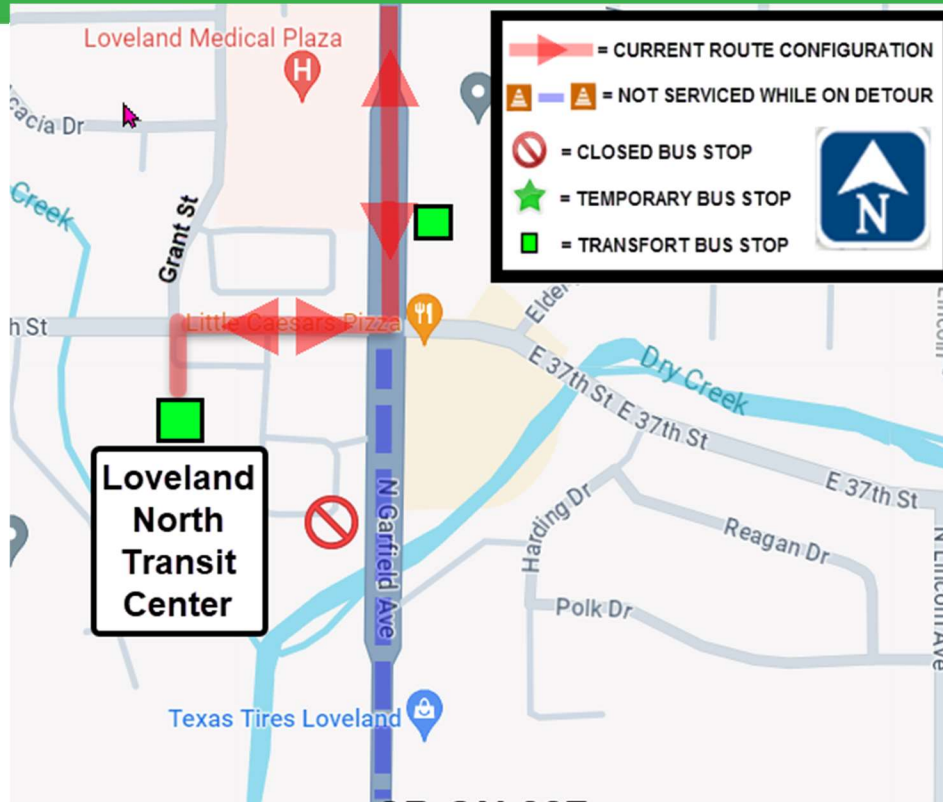 Loveland Medical Plaza
H
= CURRENT ROUTE CONFIGURATION
= NOT SERVICED WHILE ON DETOUR
= CLOSED BUS STOP
= TEMPORARY BUS STOP
= TRANSFORT BUS STOP
N
cacia Dr
Creek
Grant St
h St
Little Caesars Pizza
Elder
E 37th St
E 37th St
E 37th St
Dry Creek
Loveland
North
Transit
Center
N Garfield Ave
Harding Dr
Reagan Dr
Polk Dr
N Lincoln Ave
Texas Tires Loveland